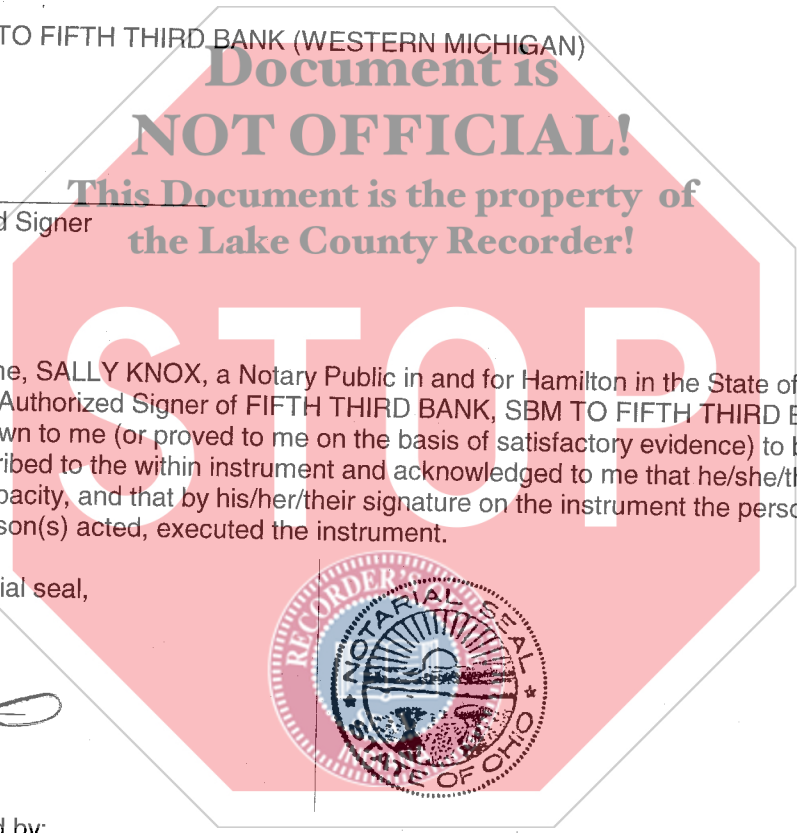 TO FIFTH THIRD BANK (WESTERN MICHIGAN)
Document is
NOT OFFICIAL!
This Document is the property of
the Lake County Recorder!
d Signer
STOP
ne, SALLY KNOX, a Notary Public in and for Hamilton in the State of
Authorized Signer of FIFTH THIRD BANK, SBM TO FIFTH THIRD B
wn to me (or proved to me on the basis of satisfactory evidence) to b
ribed to the within instrument and acknowledged to me that he/she/th
pacity, and that by his/her/their signature on the instrument the perso
son(s) acted, executed the instrument.
ial seal,
RECORDER'S
NOTARIAL SEAL
STATE OF OHIO
d by: